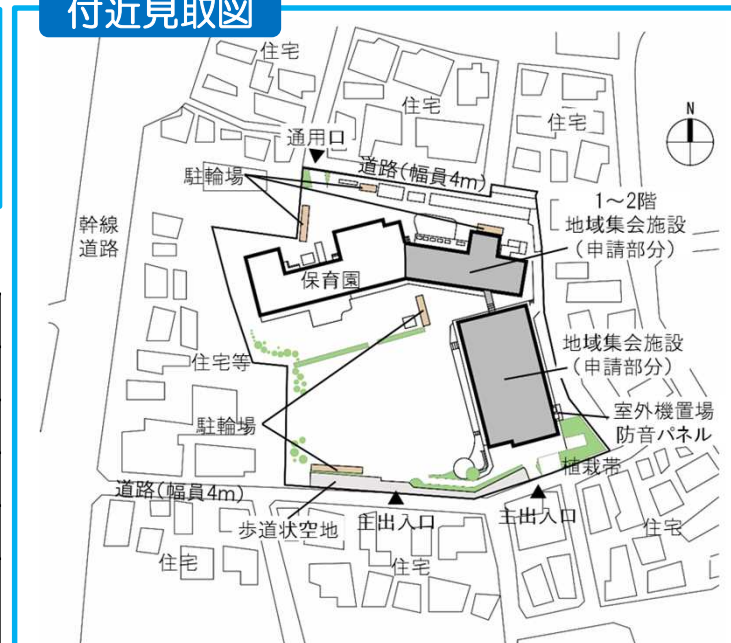 付近見取図
住宅
住宅
住宅
通用口
道路(幅員4m)
駐輪場
N
1~2階
地域集会施設
(申請部分)
幹線
道路
保育園
地域集会施設
(申請部分)
住宅等
室外機置場
防音パネル
駐輪場
植栽帯
道路(幅員4m)
歩道状空地
主出入口
主出入口
住宅
住宅
住宅